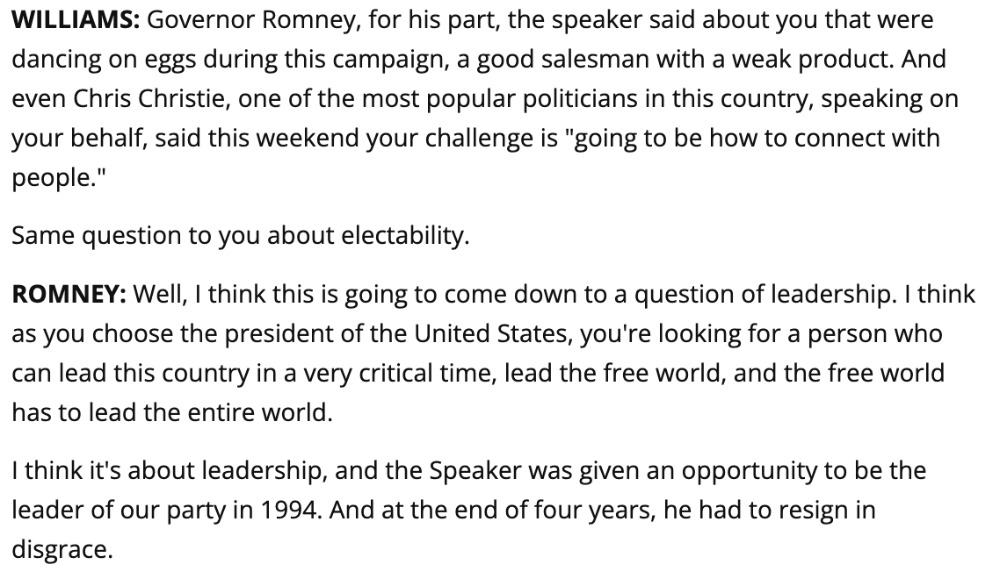 WILLIAMS: Governor Romney, for his part, the speaker said about you that were
dancing on eggs during this campaign, a good salesman with a weak product. And
even Chris Christie, one of the most popular politicians in this country, speaking on
your behalf, said this weekend your challenge is "going to be how to connect with
people."
Same question to you about electability.
ROMNEY: Well, I think this is going to come down to a question of leadership. I think
as you choose the president of the United States, you're looking for a person who
can lead this country in a very critical time, lead the free world, and the free world
has to lead the entire world.
I think it's about leadership, and the Speaker was given an opportunity to be the
leader of our party in 1994. And at the end of four years, he had to resign in
disgrace.